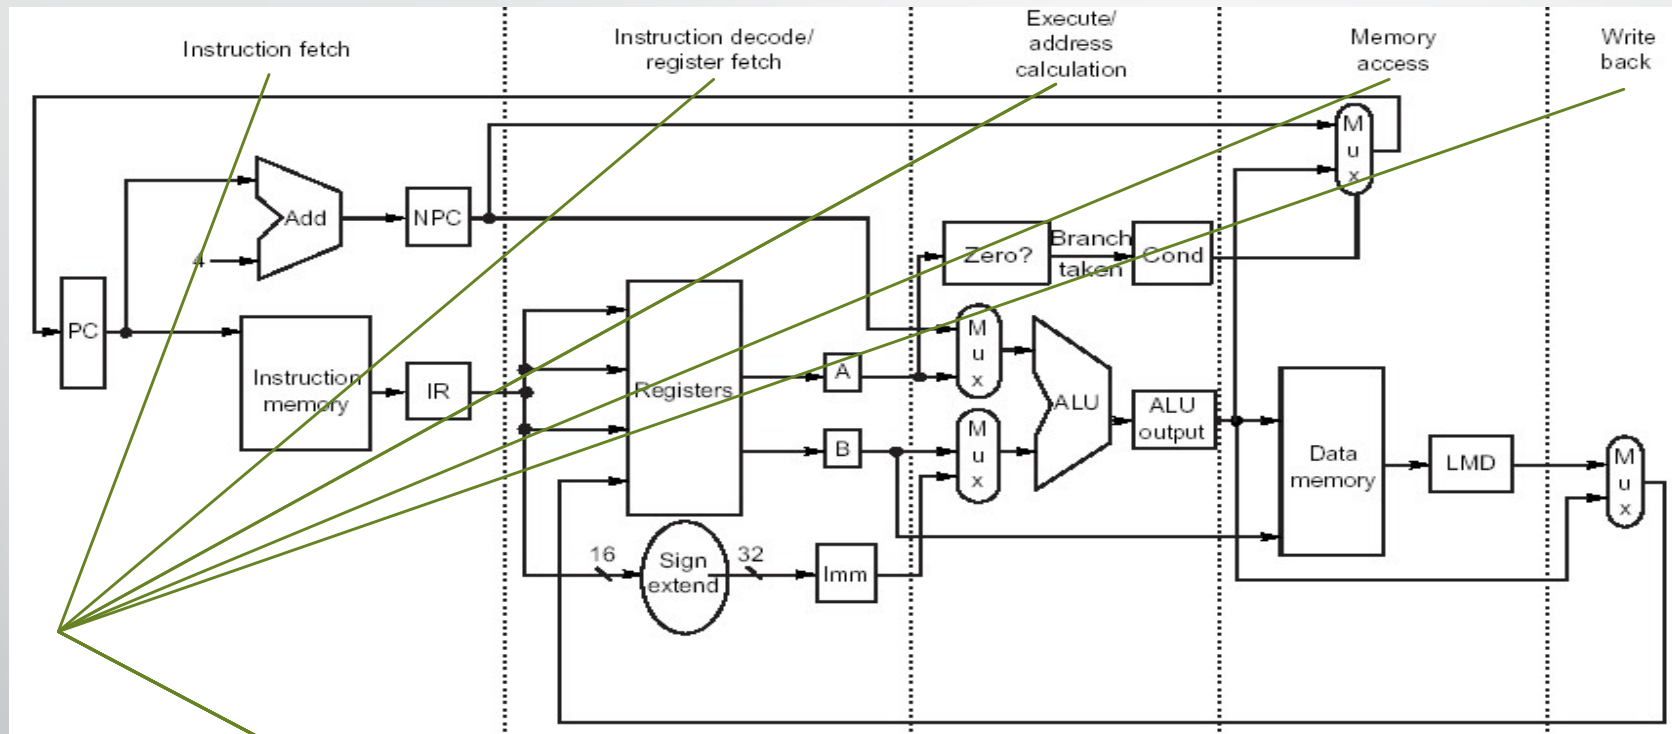 Instruction fetch
Instruction decode/
register fetch
Execute/
address
calculation
Memory
access
Write
back
M
u
x
Add
NPC
4
Zero?
Branch
taken
Cond
PC
Instruction
memory
IR
Registers
A
B
M
u
x
M
u
x
ALU
ALU
output
Data
memory
LMD
M
u
x
16
Sign
extend
32
Imm